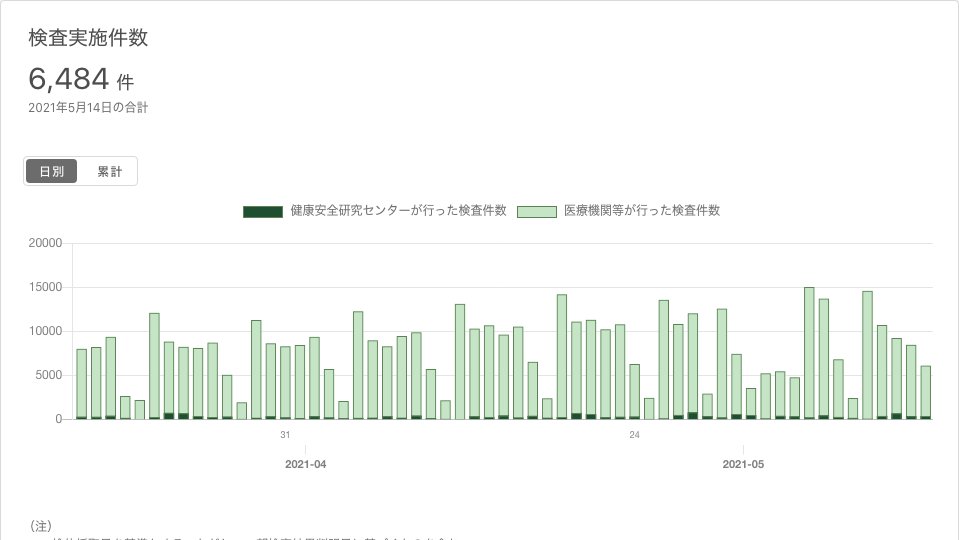 検査実施件数
6,484 件
2021年5月14日の合計
日別 累計
健康安全研究センターが行った検査件数 医療機関等が行った検査件数
20000
15000
10000
5000
0
31 24
2021-04 2021-05
（注）